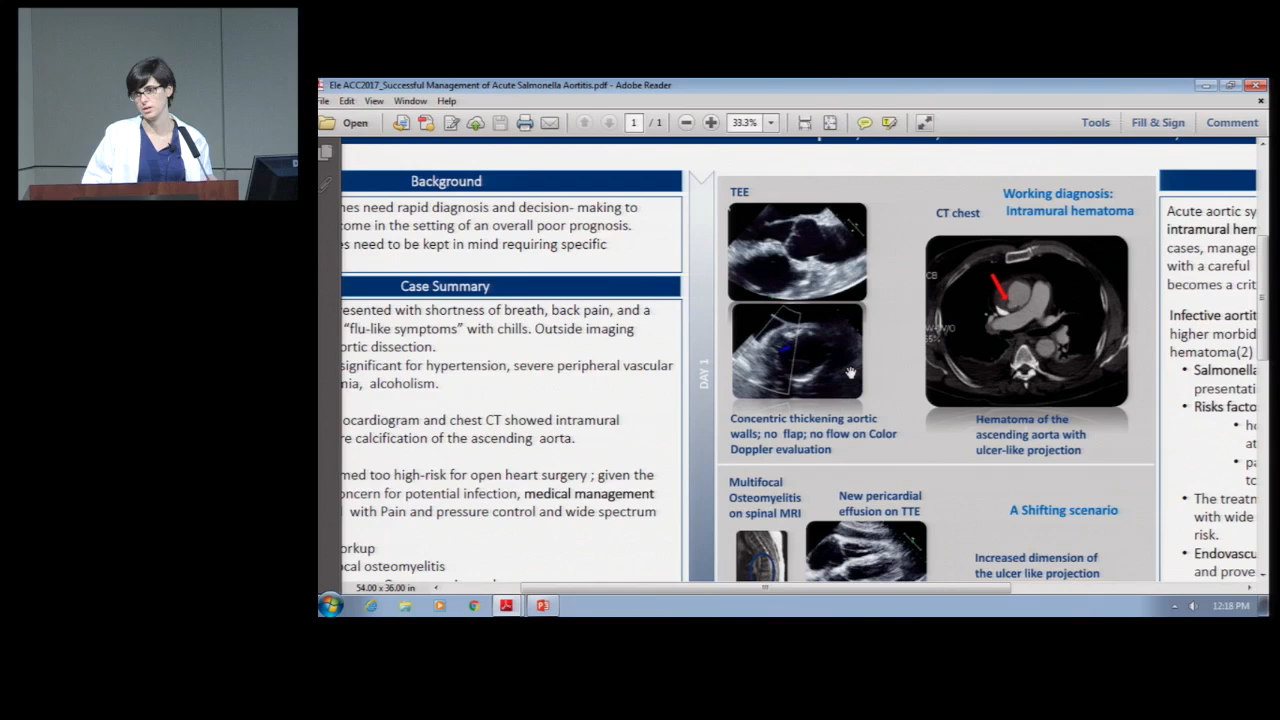 Ele ACC2017_Successful Management of Acute Salmonella Aortitis.pdf - Adobe Reader
File Edit View Window Help
Open 1 / 1 33.3% Tools Fill & Sign Comment
Background
nes need rapid diagnosis and decision- making to
come in the setting of an overall poor prognosis.
es need to be kept in mind requiring specific
Case Summary
resented with shortness of breath, back pain, and a
“flu-like symptoms” with chills. Outside imaging
ortic dissection.
significant for hypertension, severe peripheral vascular
nia, alcoholism.
ocardiogram and chest CT showed intramural
re calcification of the ascending aorta.
med too high-risk for open heart surgery ; given the
oncern for potential infection, medical management
with Pain and pressure control and wide spectrum
orkup
ocal osteomyelitis
DAY 1
TEE
Working diagnosis:
Intramural hematoma
CT chest
Concentric thickening aortic
walls; no flap; no flow on Color
Doppler evaluation
Hematoma of the
ascending aorta with
ulcer-like projection
Multifocal
Osteomyelitis
on spinal MRI
New pericardial
effusion on TTE
A Shifting scenario
Increased dimension of
the ulcer like projection
Acute aortic sy
intramural hem
cases, manage
with a careful
becomes a crit
Infective aortit
higher morbid
hematoma(2)
• Salmonella
presentati
• Risks facto
• ho
at
• pa
to
• The treatn
with wide
risk.
• Endovascu
and prove
54.00 x 36.00 in
12:18 PM